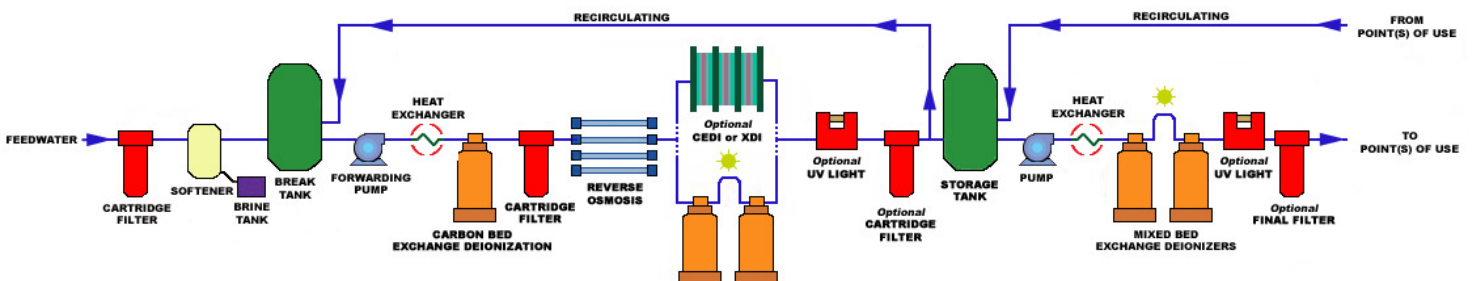 RECIRCULATING
RECIRCULATING
FROM
POINT(S) OF USE
FEEDWATER
CARTRIDGE
FILTER
SOFTENER
BRINE
TANK
BREAK
TANK
FORWARDING
PUMP
HEAT
EXCHANGER
CARBON BED
EXCHANGE DEIONIZATION
CARTRIDGE
FILTER
REVERSE
OSMOSIS
Optional
CEDI or XDI
Optional
UV LIGHT
Optional
CARTRIDGE
FILTER
STORAGE
TANK
PUMP
HEAT
EXCHANGER
MIXED BED
EXCHANGE DEIONIZERS
Optional
UV LIGHT
Optional
FINAL FILTER
TO
POINT(S) OF USE